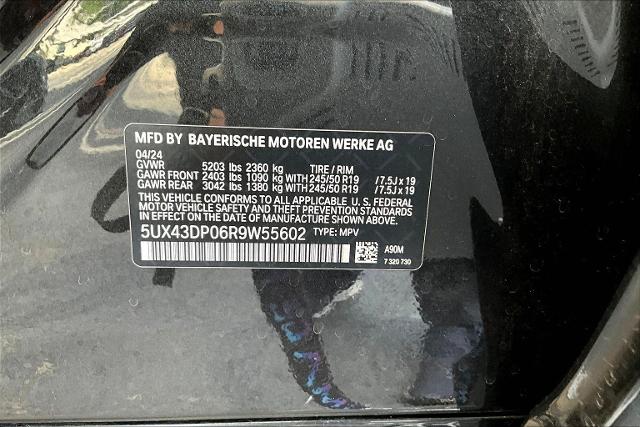 MFD BY BAYERISCHE MOTOREN WERKE AG
04/24
GVWR 5203 lbs 2360 kg TIRE / RIM
GAWR FRONT 2403 lbs 1090 kg WITH 245/50 R19 /7.5J x 19
GAWR REAR 3042 lbs 1380 kg WITH 245/50 R19 /7.5J x 19
THIS VEHICLE CONFORMS TO ALL APPLICABLE U. S. FEDERAL
MOTOR VEHICLE SAFETY AND THEFT PREVENTION STANDARDS
IN EFFECT ON THE DATE OF MANUFACTURE SHOWN ABOVE.
5UX43DP06R9W55602 TYPE: MPV
A90M
7 320 730